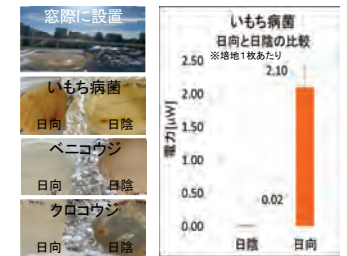 窓際に設置
いもち病菌
日向 日陰
ベニコウジ
日向 日陰
クロコウジ
日向 日陰
いもち病菌
日向と日陰の比較
※培地1枚あたり
電力[μW]
2.50
2.00
1.50
1.00
0.50
0.00
2.10
0.02
日陰 日向